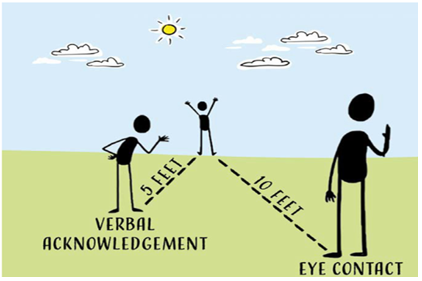 5 FEET
10 FEET
VERBAL
ACKNOWLEDGEMENT
EYE CONTACT